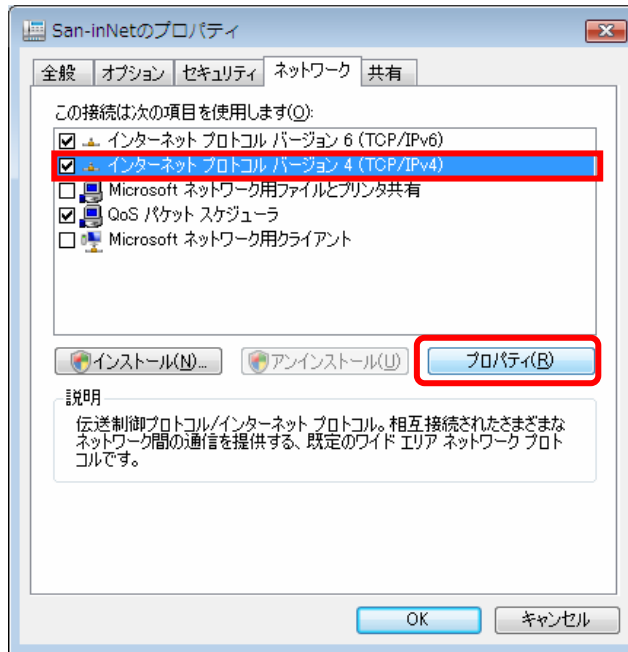 San-inNetのプロパティ
全般 オプション セキュリティ ネットワーク 共有
この接続は次の項目を使用します(O):
インターネット プロトコル バージョン 6 (TCP/IPv6)
インターネット プロトコル バージョン 4 (TCP/IPv4)
Microsoft ネットワーク用ファイルとプリンタ共有
QoS パケット スケジューラ
Microsoft ネットワーク用クライアント
インストール(N)... アンインストール(U) プロパティ(R)
説明
伝送制御プロトコル/インターネット プロトコル。相互接続されたさまざまな
ネットワーク間の通信を提供する、既定のワイド エリア ネットワーク プロト
コルです。
OK キャンセル